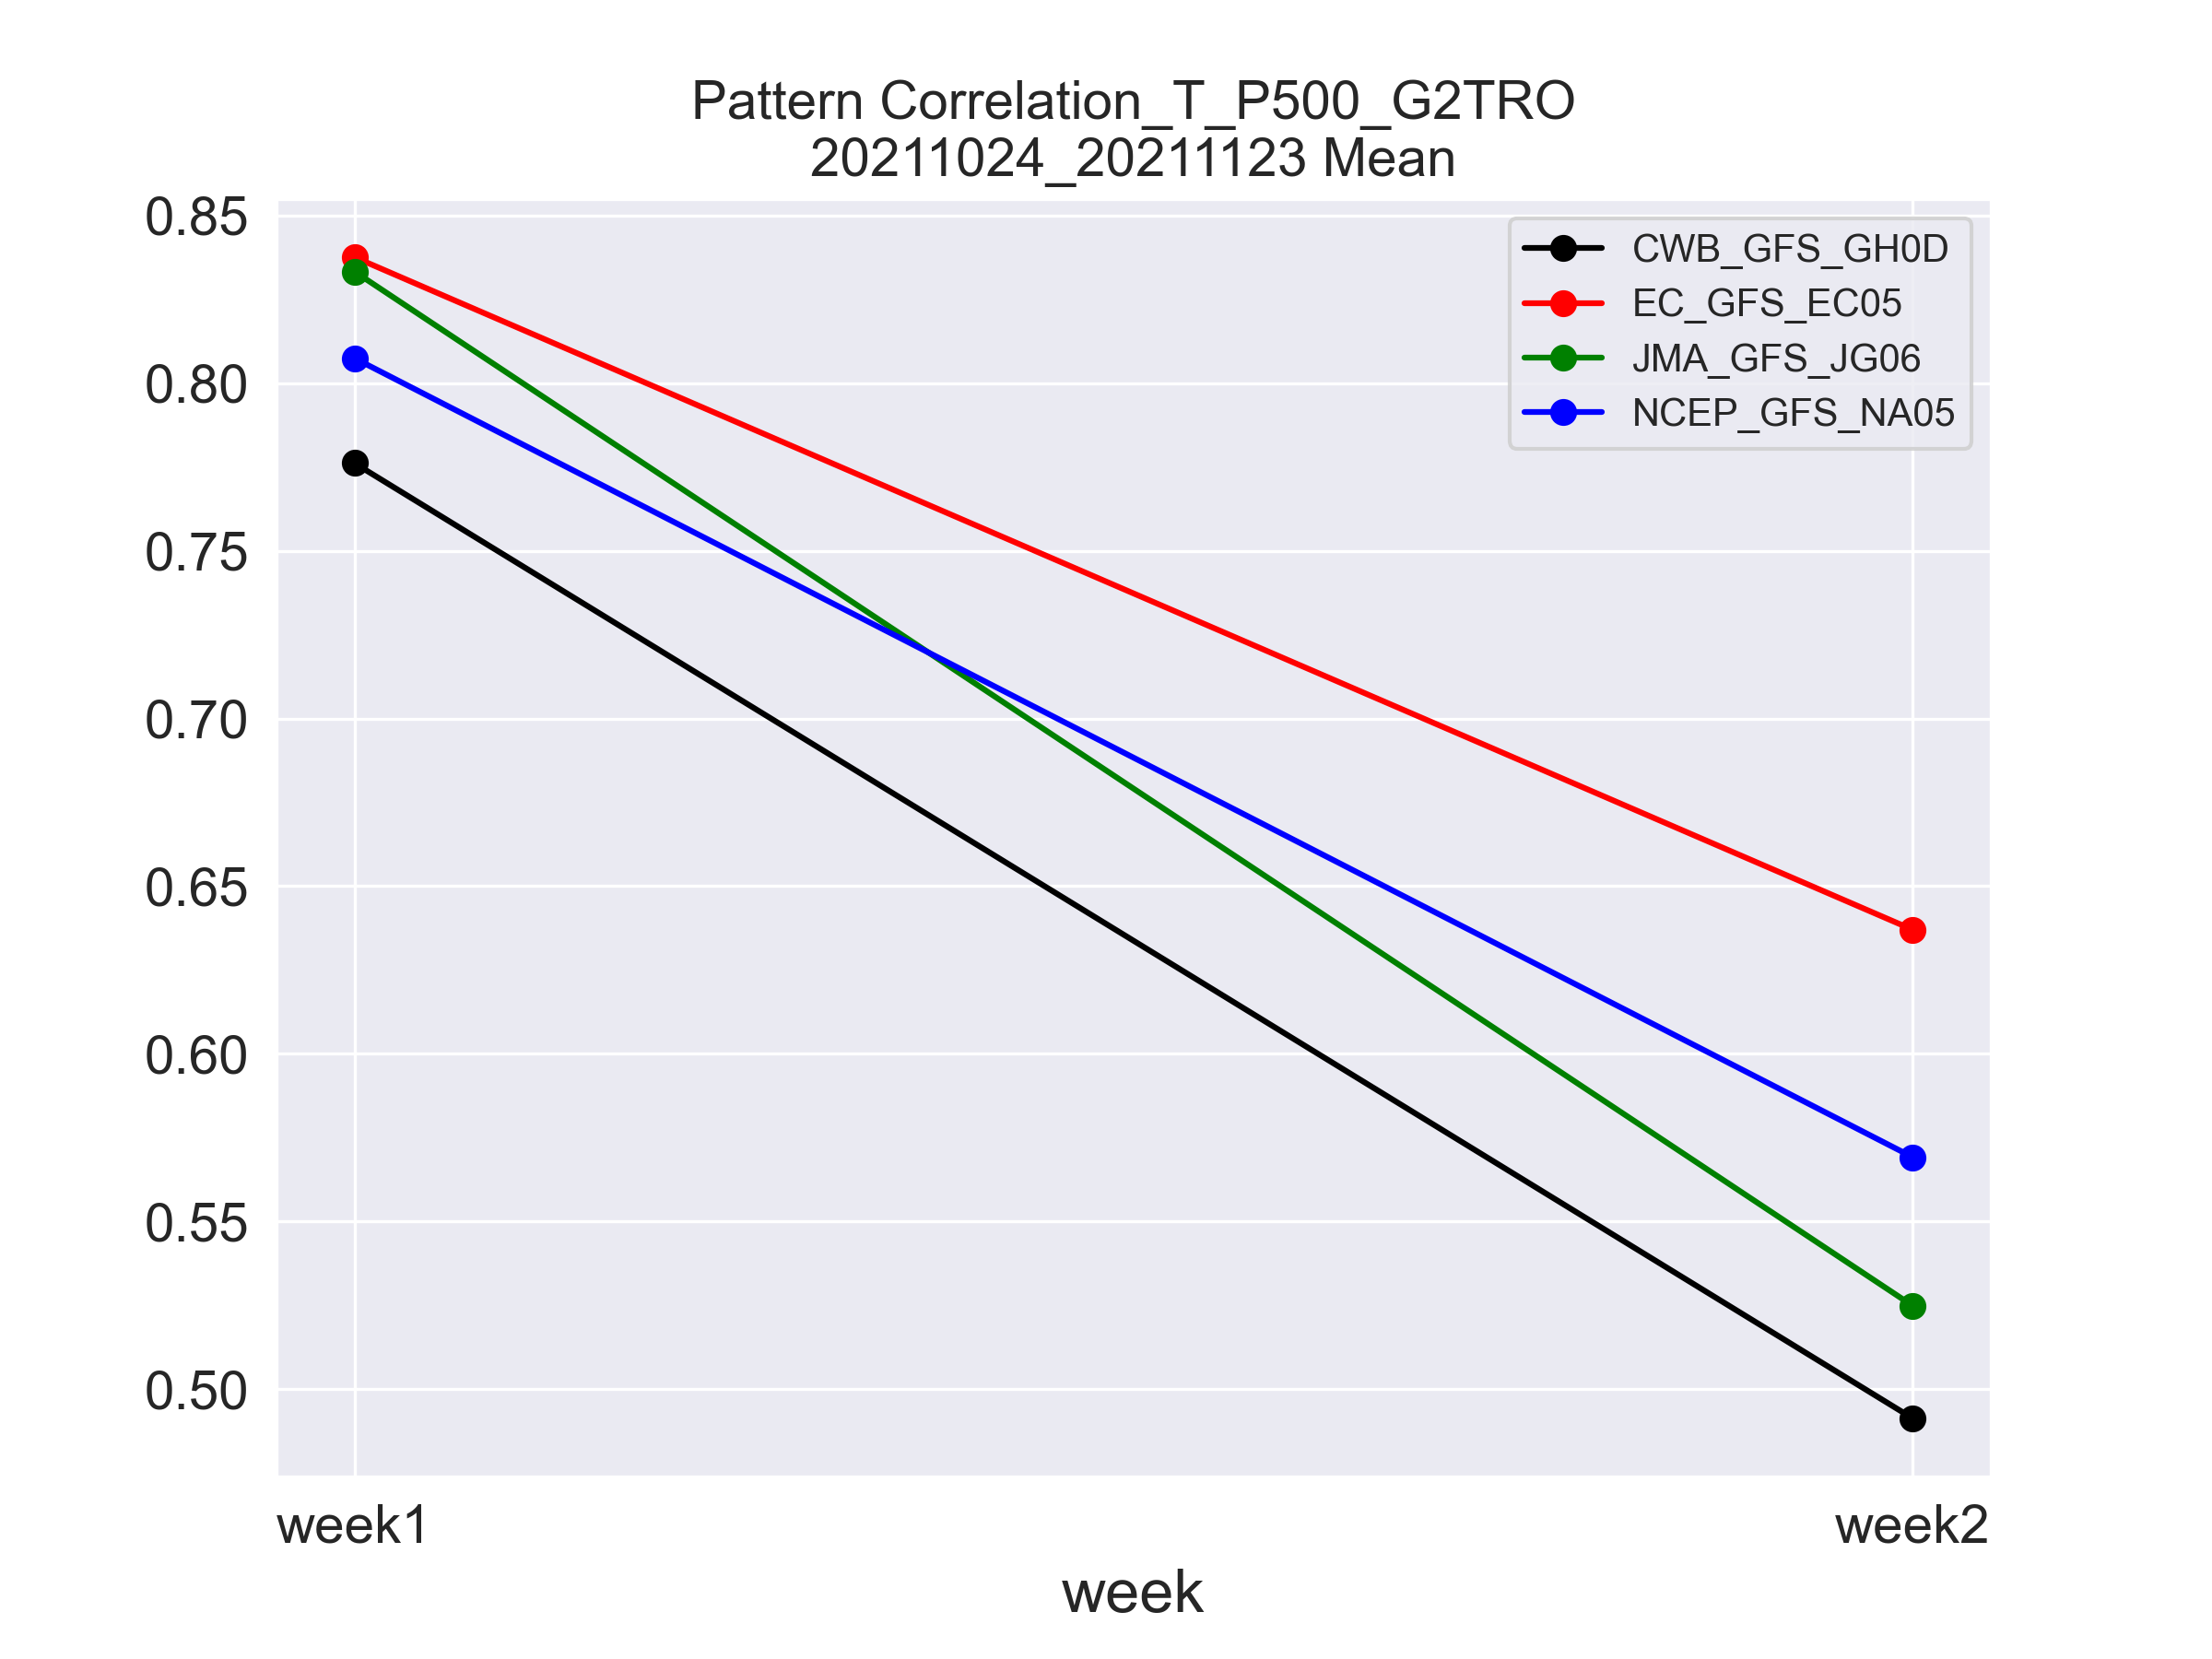 Pattern Correlation_T_P500_G2TRO
20211024_20211123 Mean
0.85
0.80
0.75
0.70
0.65
0.60
0.55
0.50
CWB_GFS_GH0D
EC_GFS_EC05
JMA_GFS_JG06
NCEP_GFS_NA05
week1
week2
week